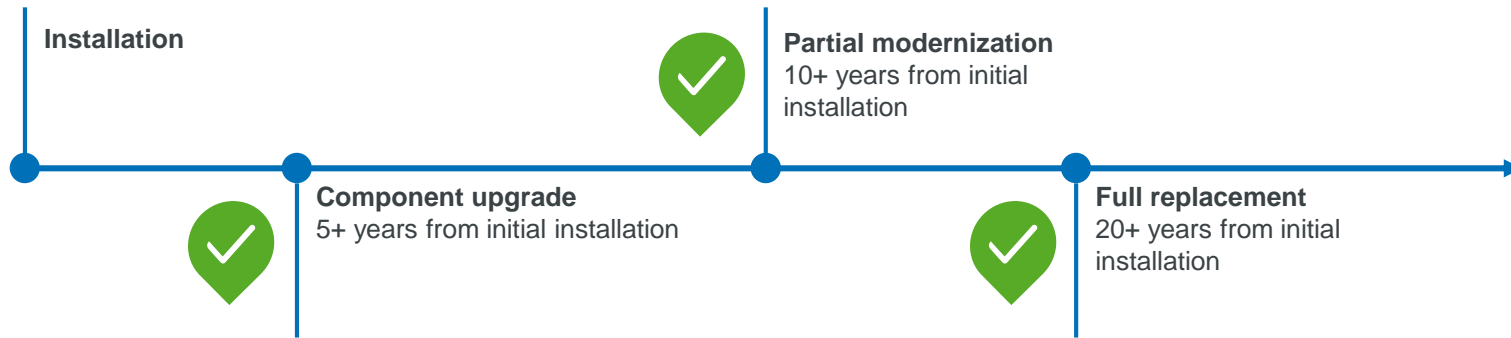 Installation
Component upgrade
5+ years from initial installation
Partial modernization
10+ years from initial
installation
Full replacement
20+ years from initial
installation